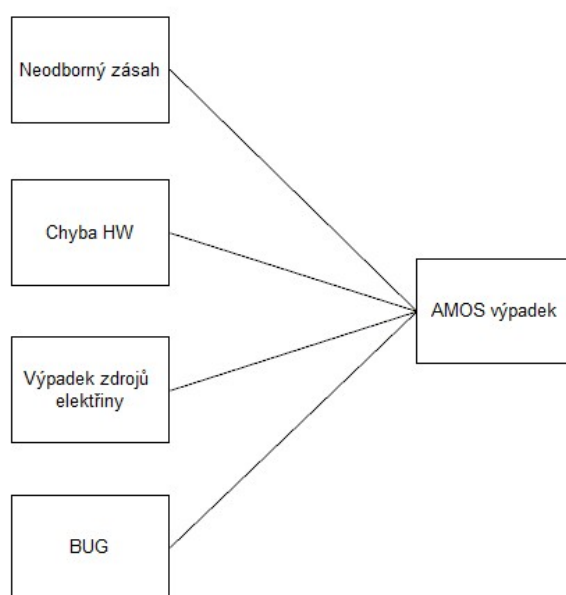 Neodborný zásah
Chyba HW
AMOS výpadek
Výpadek zdrojů
elektřiny
BUG